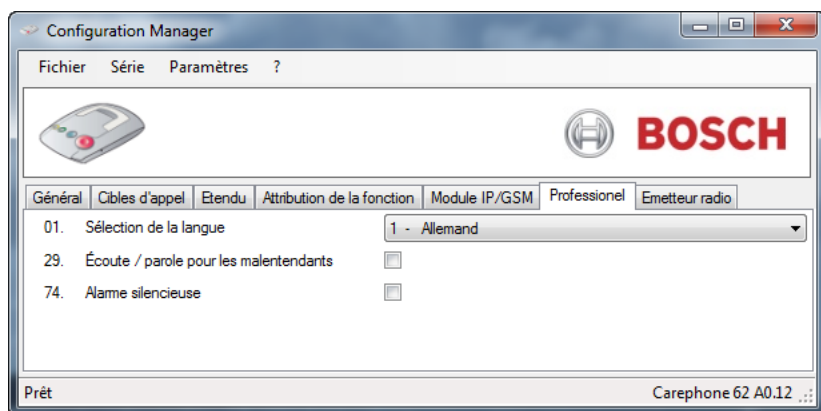 Configuration Manager
Fichier Série Paramètres ?
BOSCH
Général Cibles d'appel Etendu Attribution de la fonction Module IP/GSM Professionel Emetteur radio
01. Sélection de la langue 1 - Allemand
29. Écoute / parole pour les malentendants
74. Alarme silencieuse
Prêt Carephone 62 A0.12